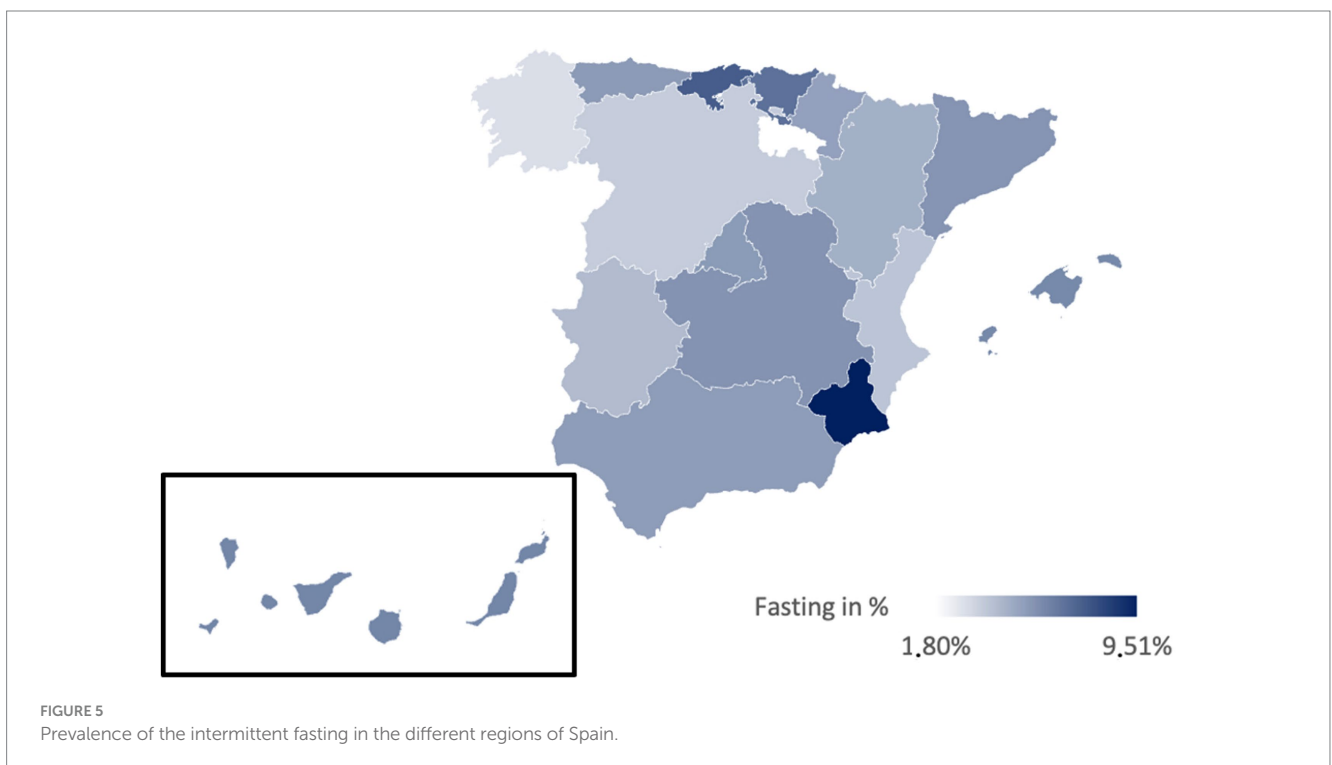 Fasting in %
1.80%
9.51%
FIGURE 5
Prevalence of the intermittent fasting in the different regions of Spain.